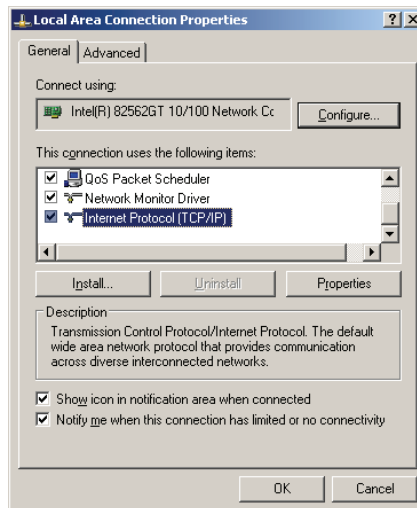 Local Area Connection Properties
General Advanced
Connect using:
Intel(R) 82562GT 10/100 Network Cc
Configure...
This connection uses the following items:
QoS Packet Scheduler
Network Monitor Driver
Internet Protocol (TCP/IP)
Install... Uninstall Properties
Description
Transmission Control Protocol/Internet Protocol. The default
wide area network protocol that provides communication
across diverse interconnected networks.
Show icon in notification area when connected
Notify me when this connection has limited or no connectivity
OK Cancel